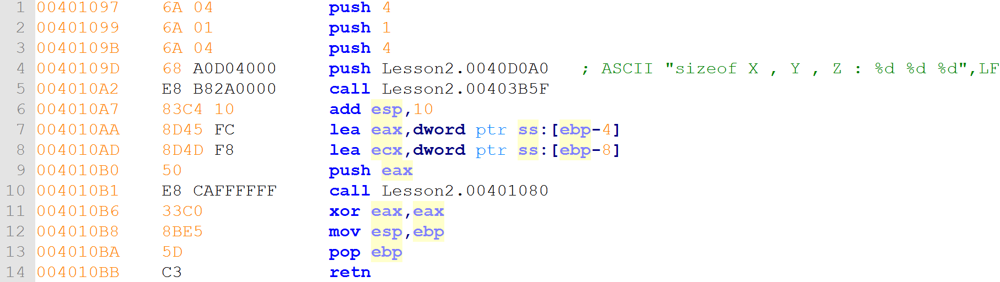 1 00401097 6A 04 push 4
2 00401099 6A 01 push 1
3 0040109B 6A 04 push 4
4 0040109D 68 A0D04000 push Lesson2.0040D0A0 ; ASCII "sizeof X , Y , Z : %d %d %d",LF
5 004010A2 E8 B82A0000 call Lesson2.00403B5F
6 004010A7 83C4 10 add esp,10
7 004010AA 8D45 FC lea eax,dword ptr ss:[ebp-4]
8 004010AD 8D4D F8 lea ecx,dword ptr ss:[ebp-8]
9 004010B0 50 push eax
10 004010B1 E8 CAFFFFFF call Lesson2.00401080
11 004010B6 33C0 xor eax,eax
12 004010B8 8BE5 mov esp,ebp
13 004010BA 5D pop ebp
14 004010BB C3 retn